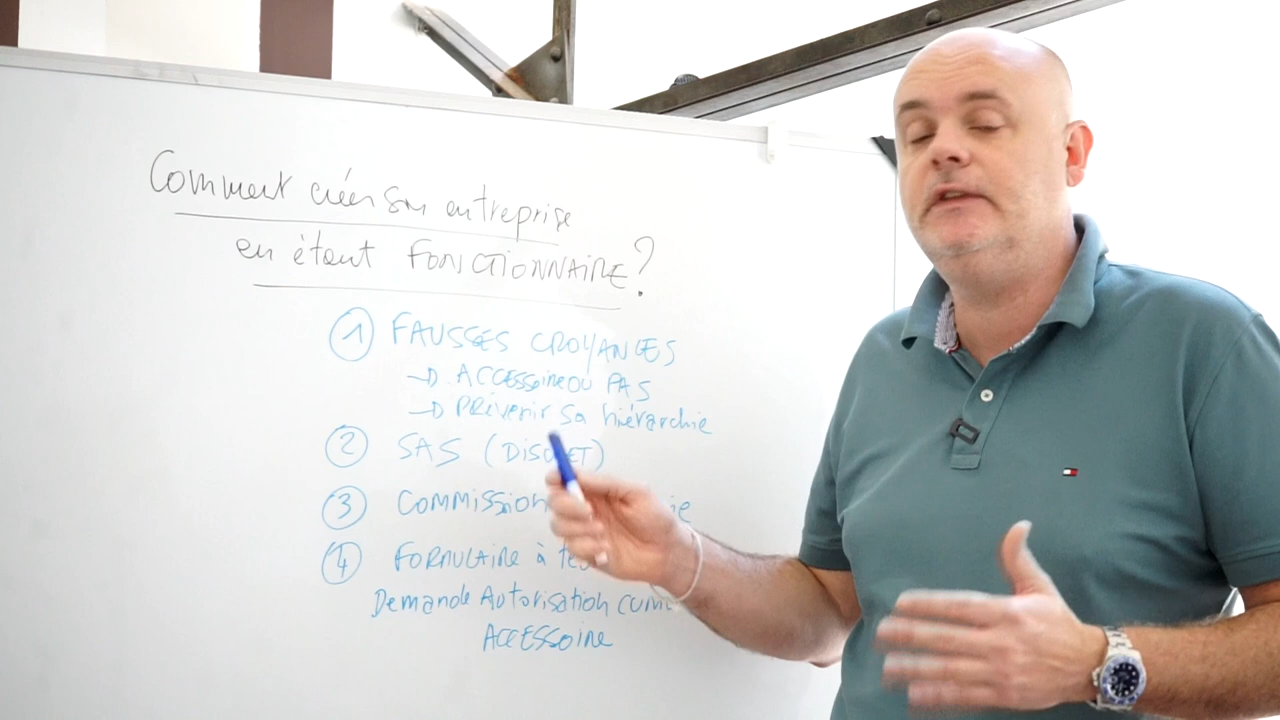 Comment créer son entreprise
en étant FONCTIONNAIRE?
1 FAUSSES CROYANCES
→ ACCESSOIRE OU PAS
→ PRÉVENIR sa hiérarchie
2 SAS
3 COMMISSION
4 FORMULAIRE à
Demande Autorisation
ACCESSOIRE